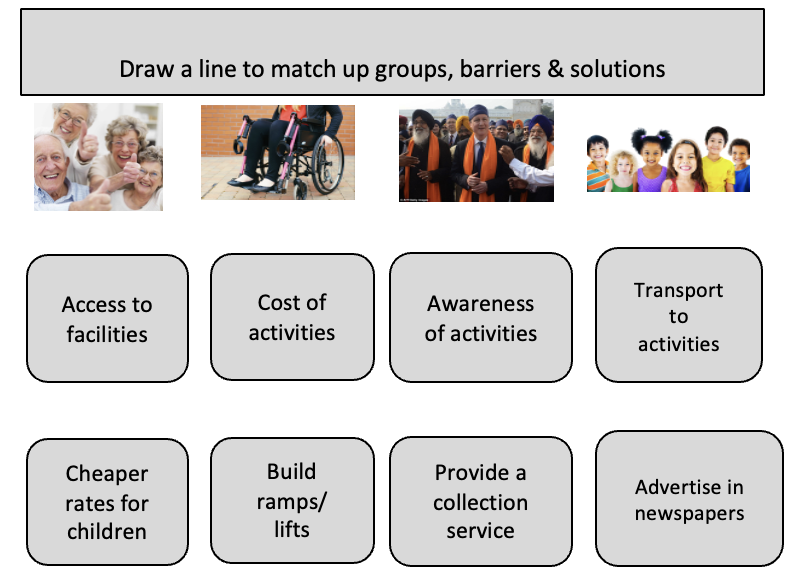 Draw a line to match up groups, barriers & solutions
Access to
facilities
Cost of
activities
Awareness
of activities
Transport
to
activities
Cheaper
rates for
children
Build
ramps/
lifts
Provide a
collection
service
Advertise in
newspapers